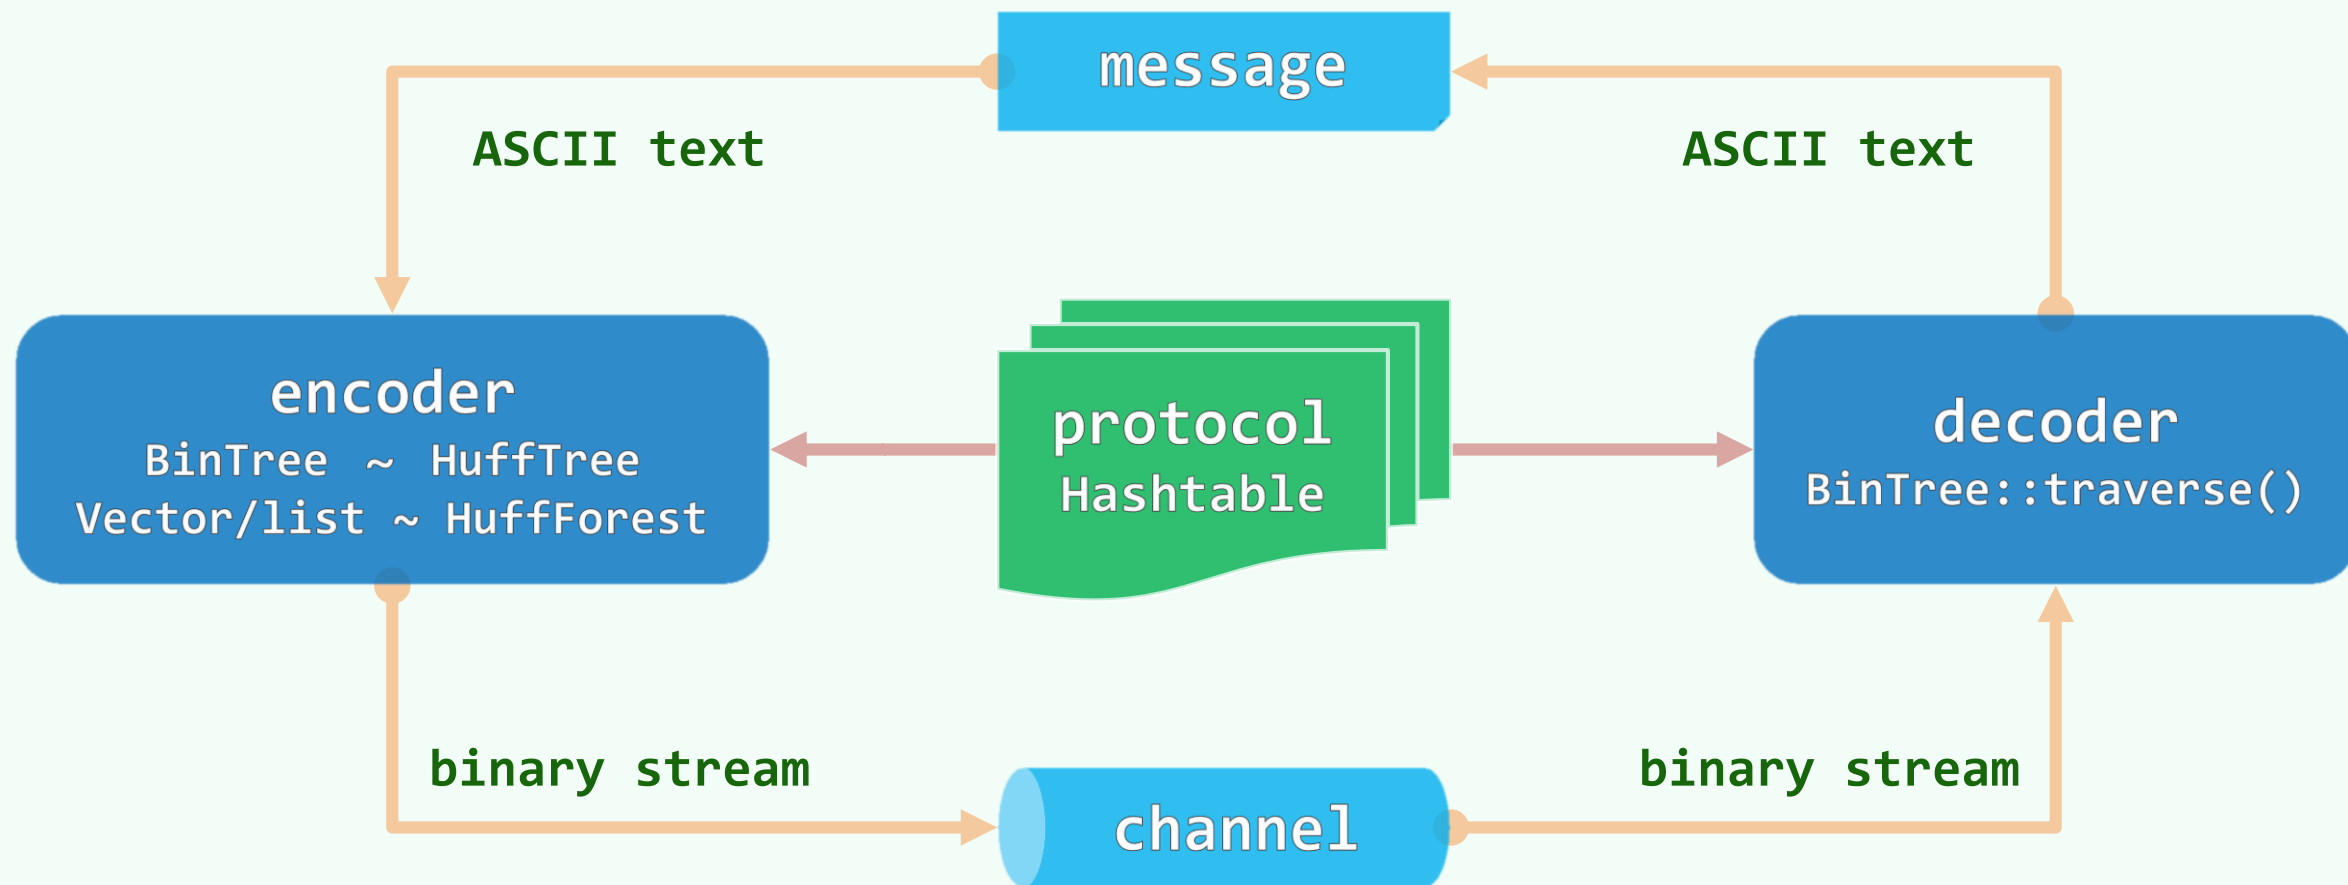 message
ASCII text
ASCII text
encoder
BinTree ~ HuffTree
Vector/list ~ HuffForest
protocol
Hashtable
decoder
BinTree::traverse()
binary stream
binary stream
channel